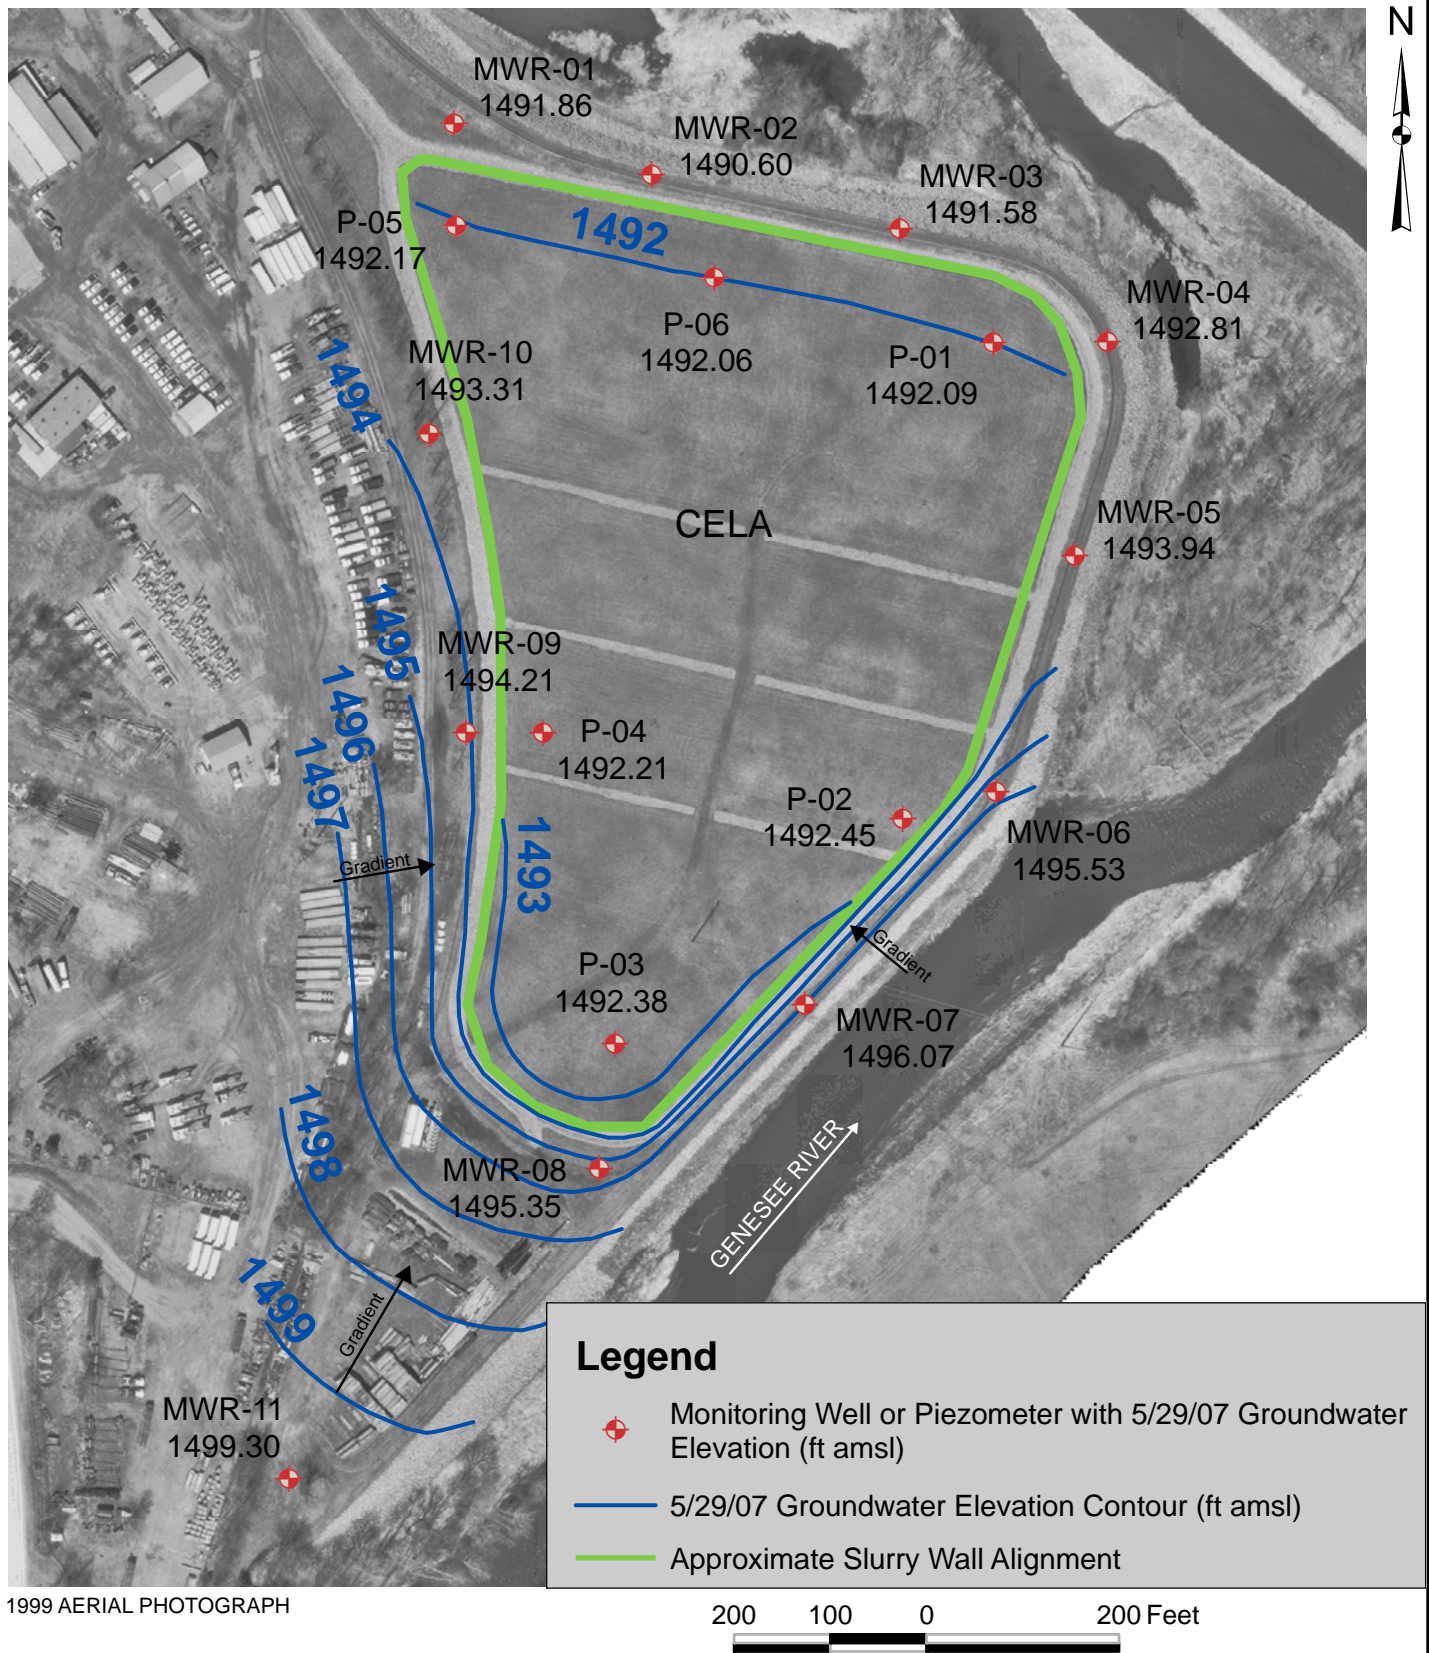 N
MWR-01
1491.86
MWR-02
1490.60
MWR-03
1491.58
P-05
1492.17
1492
MWR-04
1492.81
P-06
1492.06
P-01
1492.09
MWR-10
1493.31
1494
CELA
MWR-05
1493.94
1495
MWR-09
1494.21
1496
1497
P-04
1492.21
P-02
1492.45
MWR-06
1495.53
1493
Gradient
Gradient
P-03
1492.38
MWR-07
1496.07
1498
MWR-08
1495.35
GENESEE RIVER
1499
Gradient
MWR-11
1499.30
Legend
Monitoring Well or Piezometer with 5/29/07 Groundwater
Elevation (ft amsl)
5/29/07 Groundwater Elevation Contour (ft amsl)
Approximate Slurry Wall Alignment
1999 AERIAL PHOTOGRAPH
200 100 0 200 Feet